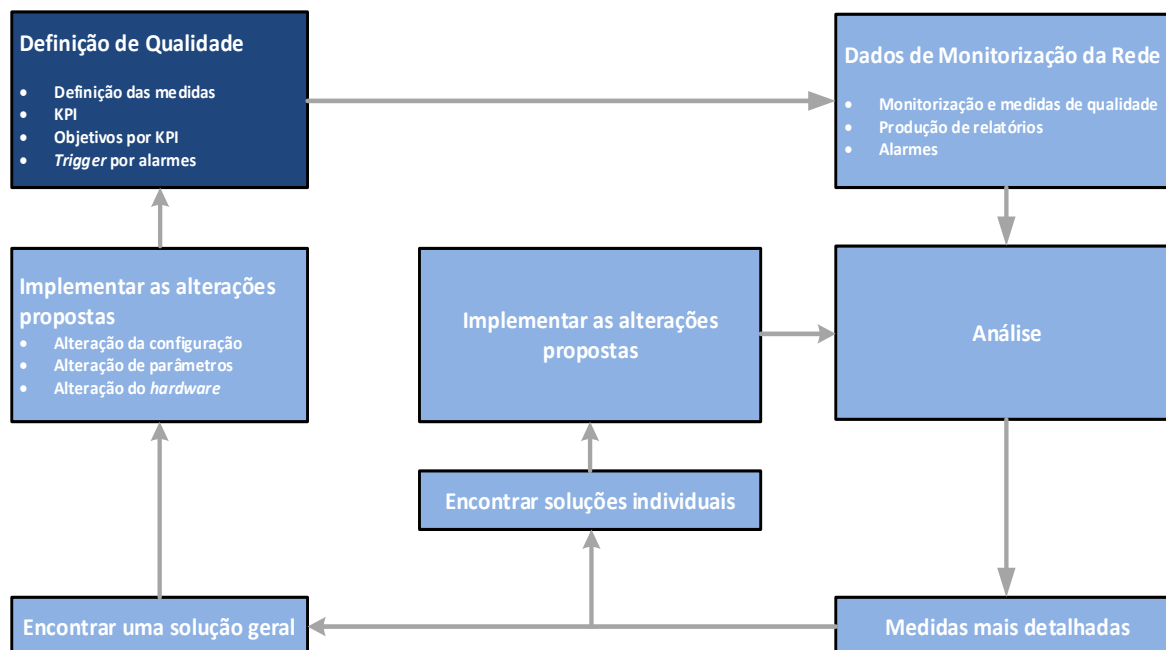 Definição de Qualidade
• Definição das medidas
• KPI
• Objetivos por KPI
• Trigger por alarmes
Dados de Monitorização da Rede
• Monitorização e medidas de qualidade
• Produção de relatórios
• Alarmes
Implementar as alterações
propostas
• Alteração da configuração
• Alteração de parâmetros
• Alteração do hardware
Implementar as alterações
propostas
Análise
Encontrar soluções individuais
Encontrar uma solução geral
Medidas mais detalhadas